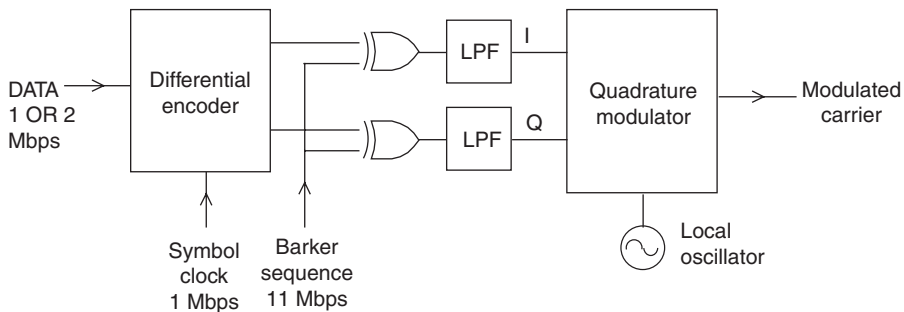 DATA
1 OR 2
Mbps
Differential
encoder
Symbol
clock
1 Mbps
Barker
sequence
11 Mbps
LPF
I
LPF
Q
Quadrature
modulator
Local
oscillator
Modulated
carrier